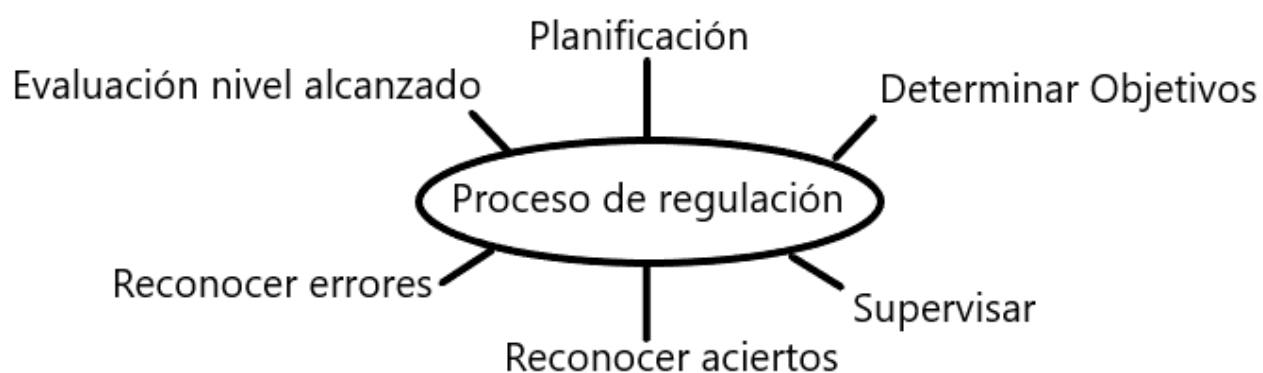 Planificación
Evaluación nivel alcanzado
Determinar Objetivos
Proceso de regulación
Reconocer errores
Supervisar
Reconocer aciertos